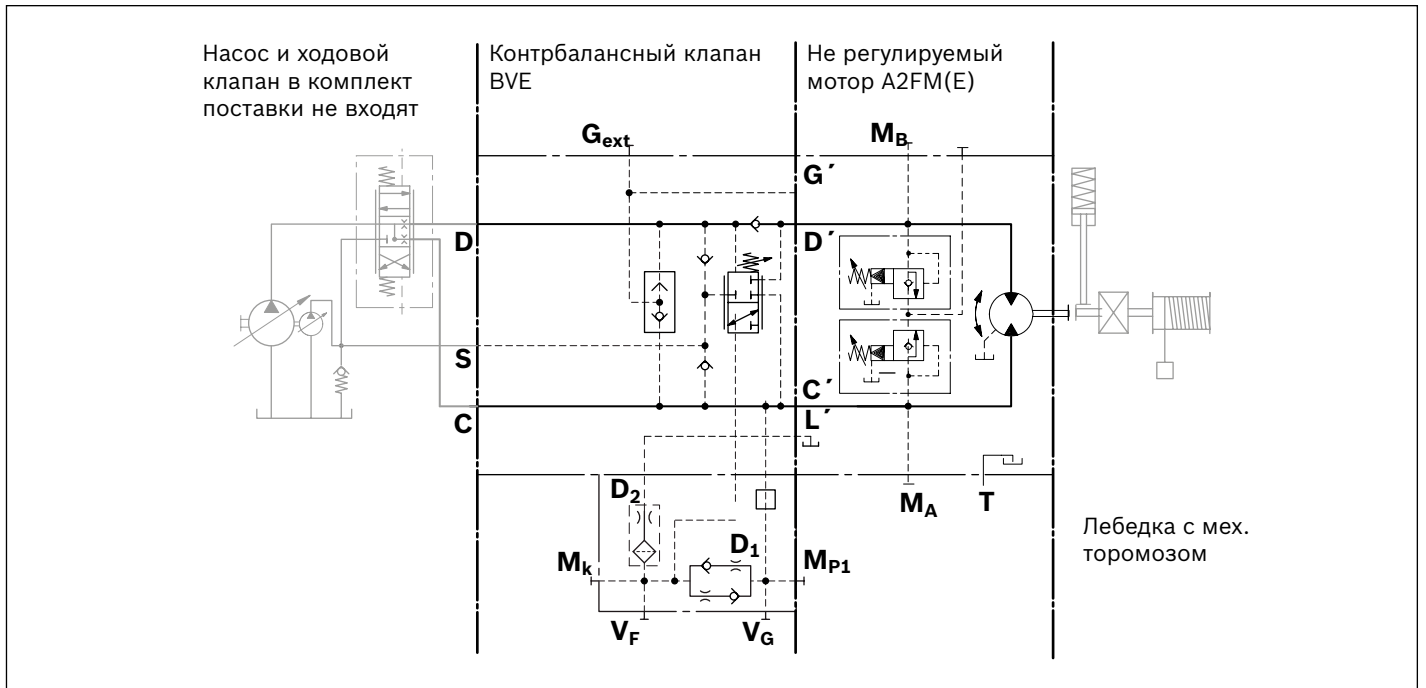 Насос и ходовой
клапан в комплект
поставки не входят
Контрбалансный клапан
BVE
Не регулируемый
мотор A2FM(E)
Gext
MB
G´
D
D´
S
C´
C
L´
D2
MA
T
Лебедка с мех.
торомозом
D1
Mk
MP1
VF
VG